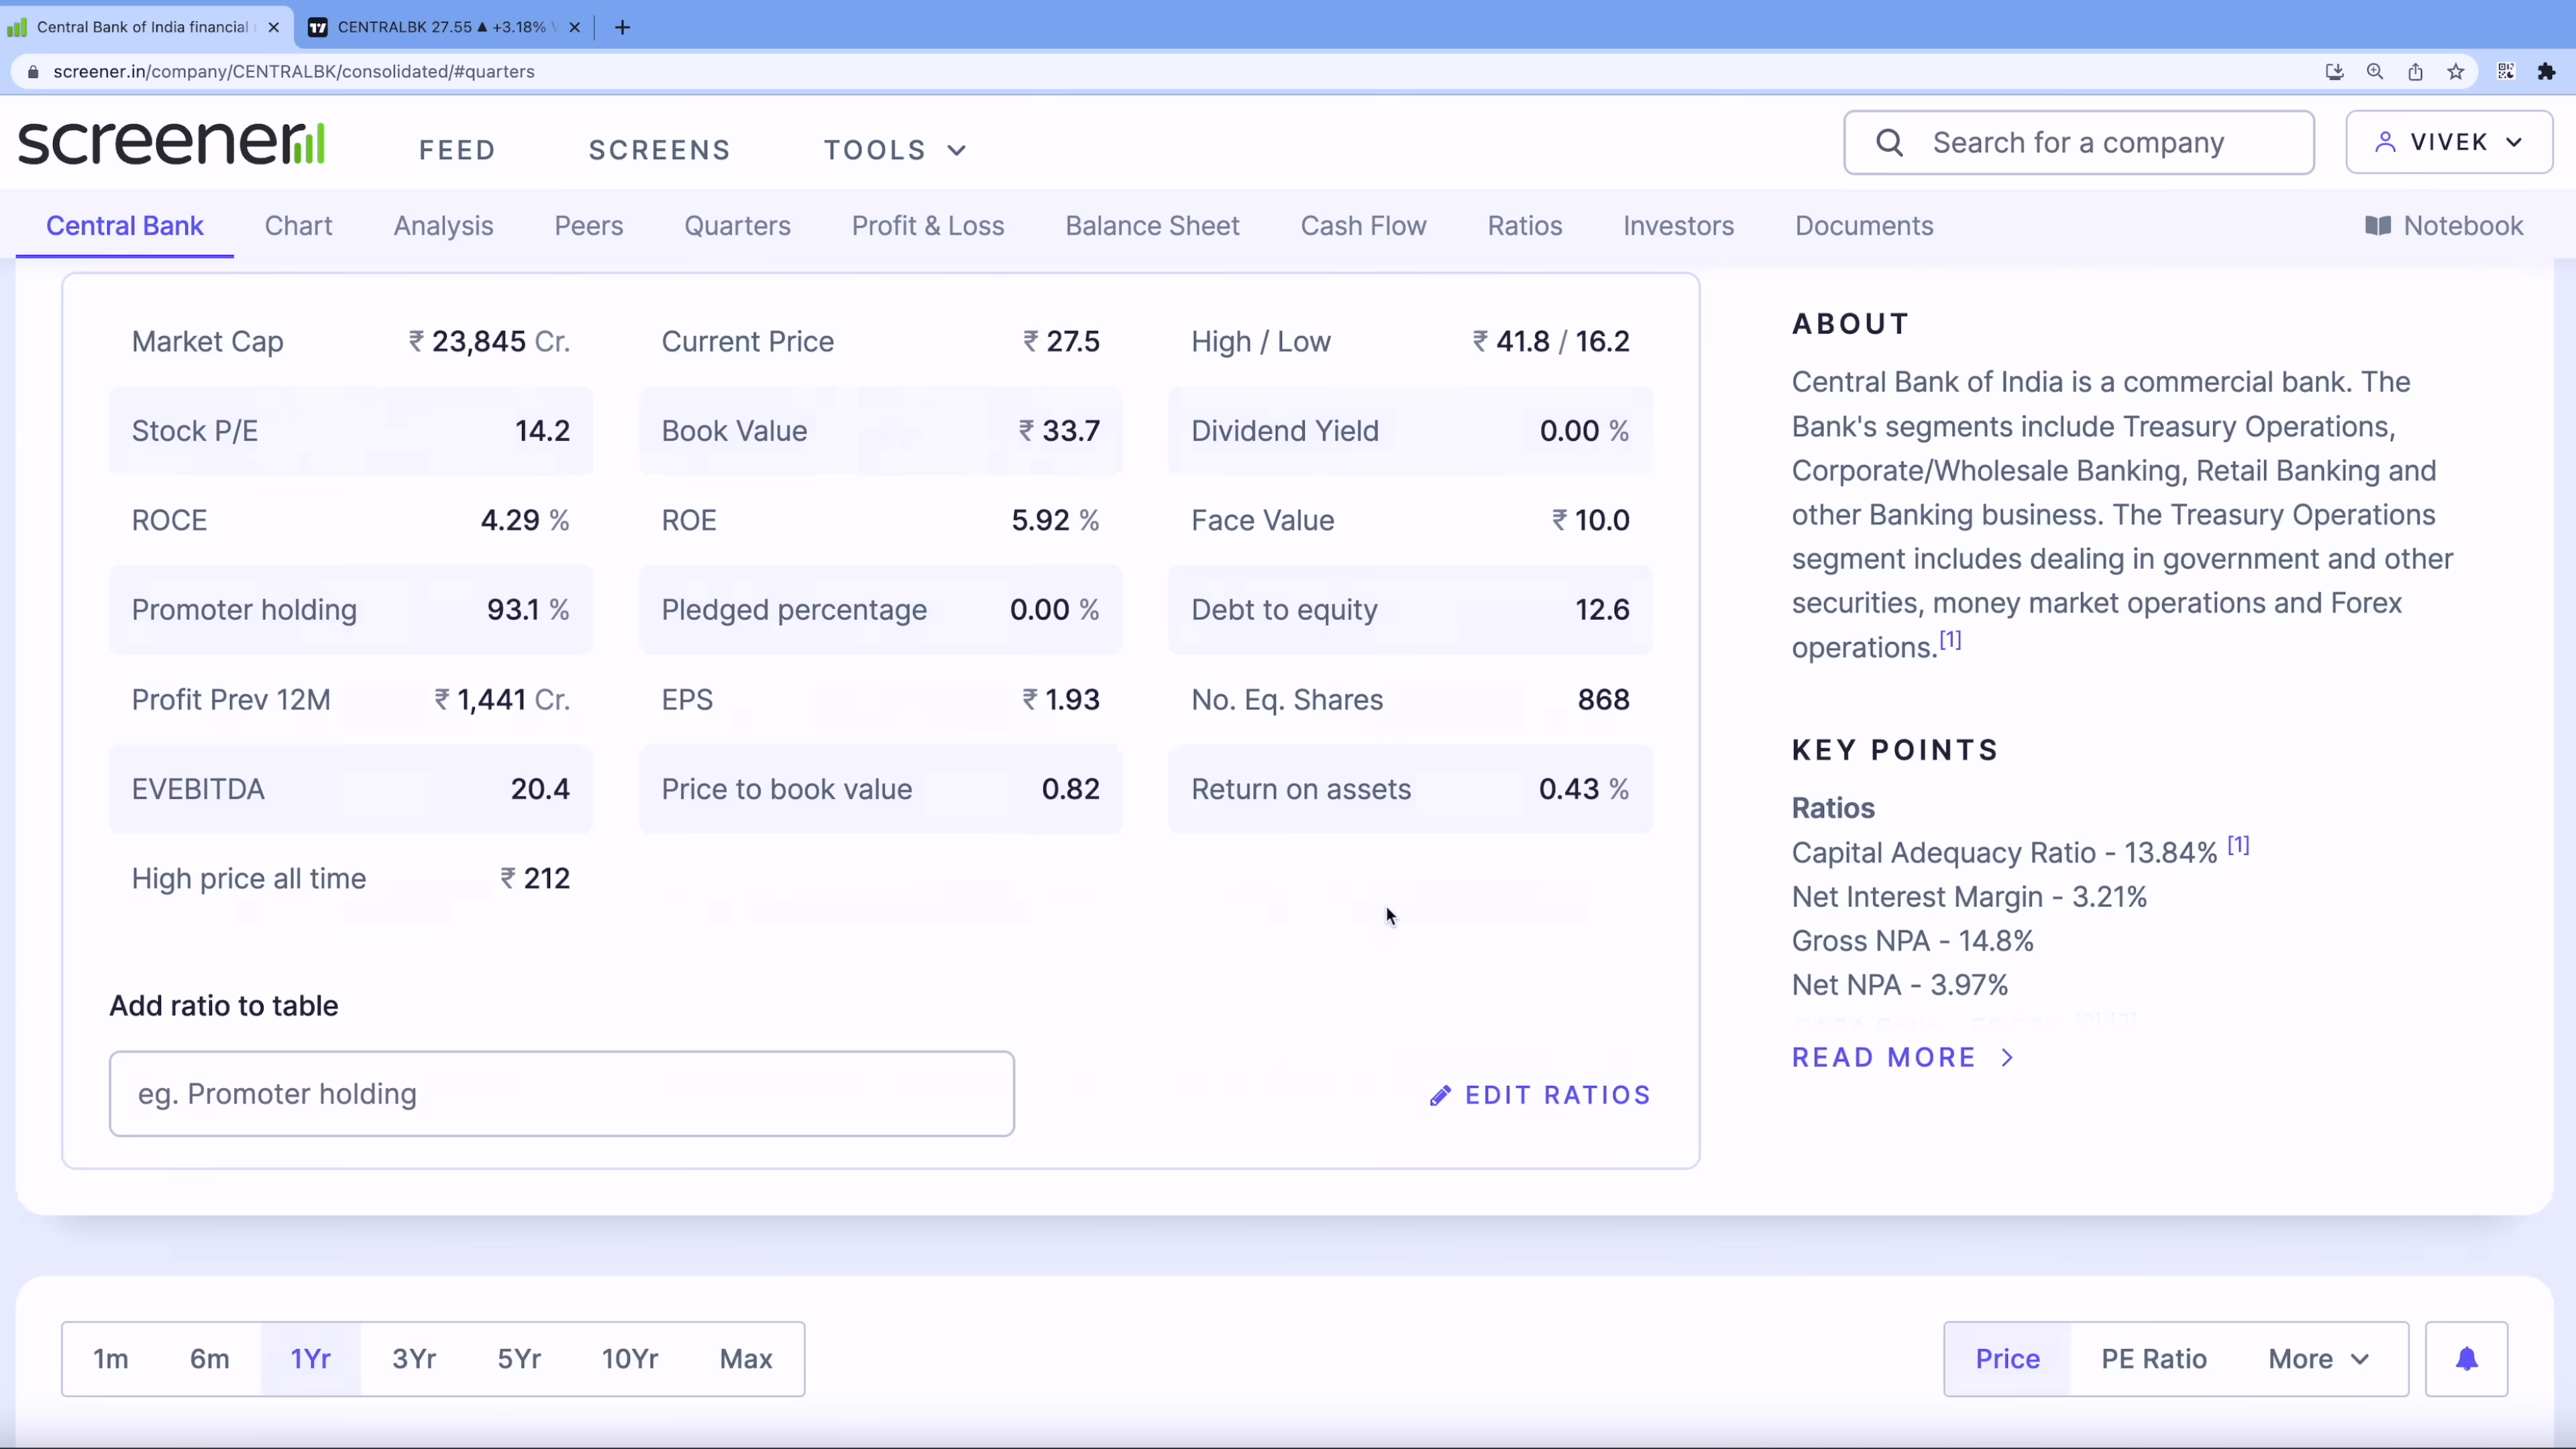 Central Bank of India financial
CENTRALBK 27.55 ▲ +3.18%
screener.in/company/CENTRALBK/consolidated/#quarters
screener
FEED
SCREENS
TOOLS
Search for a company
VIVEK
Central Bank
Chart
Analysis
Peers
Quarters
Profit & Loss
Balance Sheet
Cash Flow
Ratios
Investors
Documents
Notebook
Market Cap ₹ 23,845 Cr.
Current Price ₹ 27.5
High / Low ₹ 41.8 / 16.2
Stock P/E 14.2
Book Value ₹ 33.7
Dividend Yield 0.00 %
ROCE 4.29 %
ROE 5.92 %
Face Value ₹ 10.0
Promoter holding 93.1 %
Pledged percentage 0.00 %
Debt to equity 12.6
Profit Prev 12M ₹ 1,441 Cr.
EPS ₹ 1.93
No. Eq. Shares 868
EVEBITDA 20.4
Price to book value 0.82
Return on assets 0.43 %
High price all time ₹ 212
Add ratio to table
eg. Promoter holding
EDIT RATIOS
ABOUT
Central Bank of India is a commercial bank. The
Bank's segments include Treasury Operations,
Corporate/Wholesale Banking, Retail Banking and
other Banking business. The Treasury Operations
segment includes dealing in government and other
securities, money market operations and Forex
operations.[1]
KEY POINTS
Ratios
Capital Adequacy Ratio - 13.84% [1]
Net Interest Margin - 3.21%
Gross NPA - 14.8%
Net NPA - 3.97%
READ MORE
1m
6m
1Yr
3Yr
5Yr
10Yr
Max
Price
PE Ratio
More